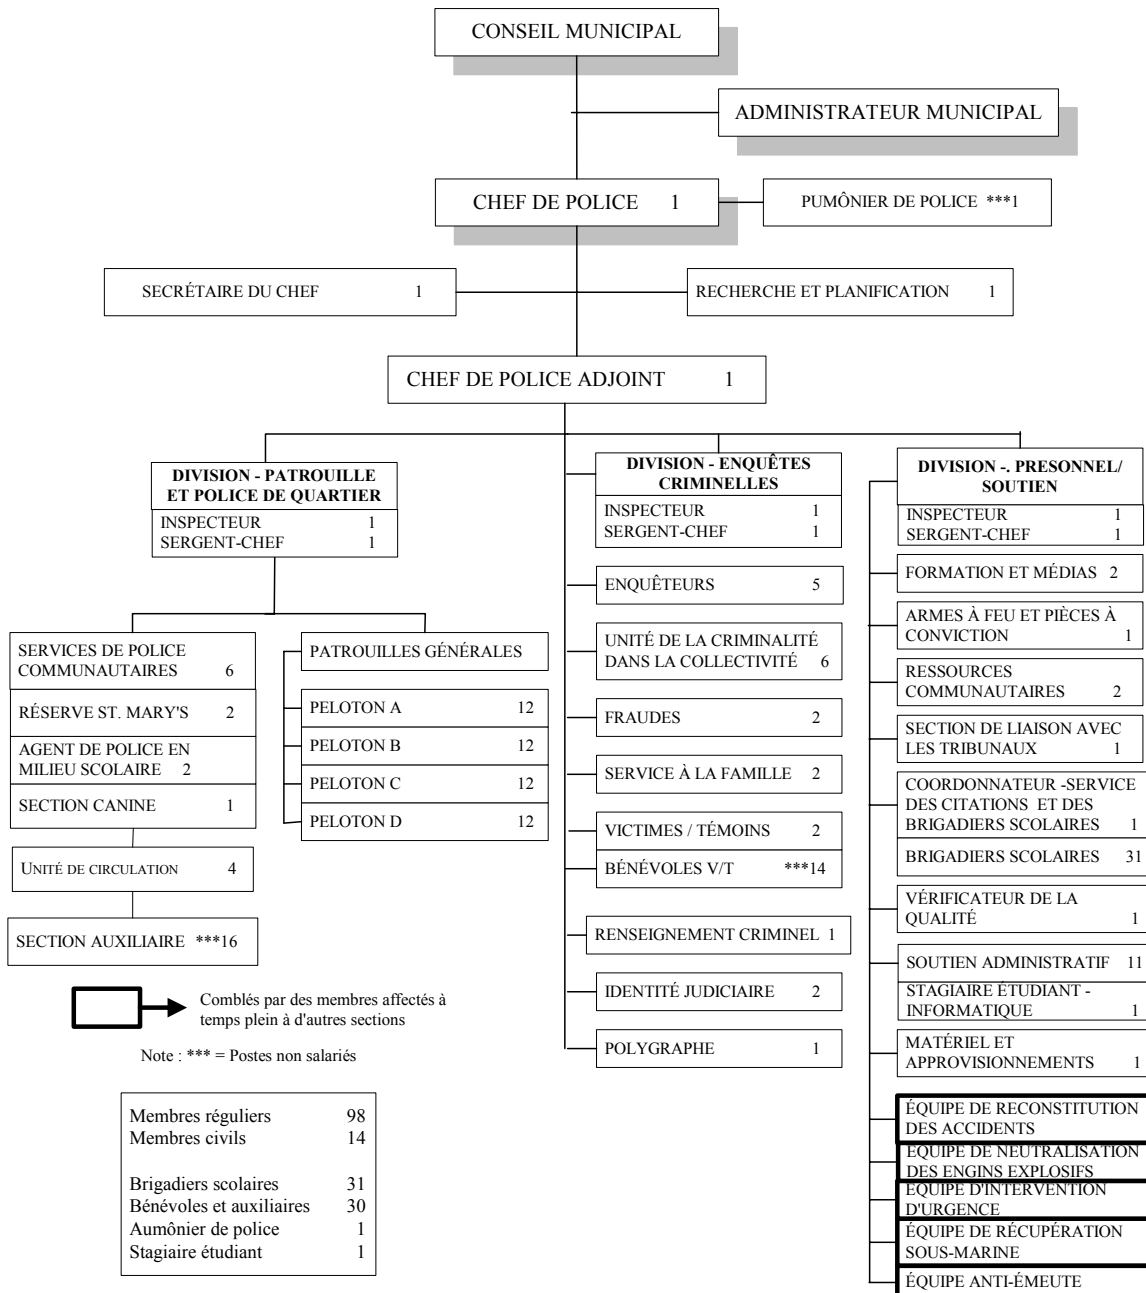 CONSEIL MUNICIPAL
ADMINISTRATEUR MUNICIPAL
CHEF DE POLICE 1
PUMÔNIER DE POLICE ***1
SECRÉTAIRE DU CHEF 1
RECHERCHE ET PLANIFICATION 1
CHEF DE POLICE ADJOINT 1
DIVISION - PATROUILLE
ET POLICE DE QUARTIER
INSPECTEUR 1
SERGENT-CHEF 1
SERVICES DE POLICE
COMMUNAUTAIRES 6
RÉSERVE ST. MARY'S 2
AGENT DE POLICE EN
MILIEU SCOLAIRE 2
SECTION CANINE 1
UNITÉ DE CIRCULATION 4
SECTION AUXILIAIRE ***16
PATROUILLES GÉNÉRALES
PELOTON A 12
PELOTON B 12
PELOTON C 12
PELOTON D 12
DIVISION - ENQUÊTES
CRIMINELLES
INSPECTEUR 1
SERGENT-CHEF 1
ENQUÊTEURS 5
UNITÉ DE LA CRIMINALITÉ
DANS LA COLLECTIVITÉ 6
FRAUDES 2
SERVICE À LA FAMILLE 2
VICTIMES / TÉMOINS 2
BÉNÉVOLES V/T ***14
RENSEIGNEMENT CRIMINEL 1
IDENTITÉ JUDICIAIRE 2
POLYGRAPHE 1
DIVISION -. PRESONNEL/
SOUTIEN
INSPECTEUR 1
SERGENT-CHEF 1
FORMATION ET MÉDIAS 2
ARMES À FEU ET PIÈCES À
CONVICTION 1
RESSOURCES
COMMUNAUTAIRES 2
SECTION DE LIAISON AVEC
LES TRIBUNAUX 1
COORDONNATEUR -SERVICE
DES CITATIONS ET DES
BRIGADIERS SCOLAIRES 1
BRIGADIERS SCOLAIRES 31
VÉRIFICATEUR DE LA
QUALITÉ 1
SOUTIEN ADMINISTRATIF 11
STAGIAIRE ÉTUDIANT -
INFORMATIQUE 1
MATÉRIEL ET
APPROVISIONNEMENTS 1
ÉQUIPE DE RECONSTITUTION
DES ACCIDENTS
ÉQUIPE DE NEUTRALISATION
DES ENGINS EXPLOSIFS
ÉQUIPE D'INTERVENTION
D'URGENCE
ÉQUIPE DE RÉCUPÉRATION
SOUS-MARINE
ÉQUIPE ANTI-ÉMEUTE
Comblés par des membres affectés à
temps plein à d'autres sections
Note : *** = Postes non salariés
Membres réguliers 98
Membres civils 14
Brigadiers scolaires 31
Bénévoles et auxiliaires 30
Aumônier de police 1
Stagiaire étudiant 1